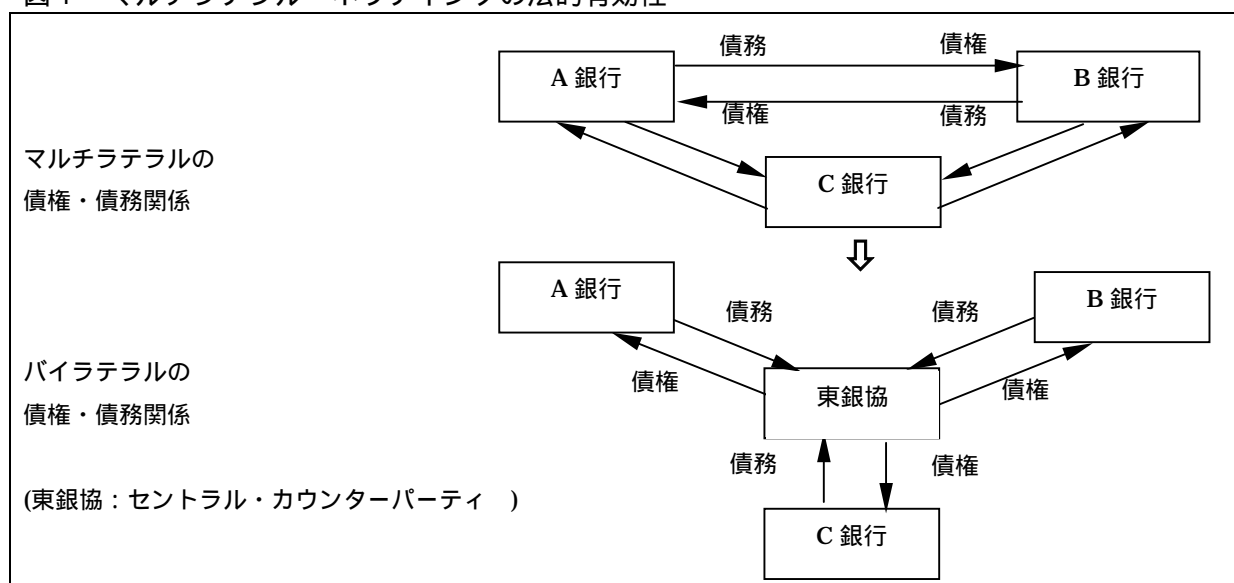 債務 債権
A 銀行 B 銀行
債権 債務
マルチラテラルの
C 銀行
債権・債務関係
A 銀行 B 銀行
債務 債務
バイラテラルの
債権 東銀協 債権
債権・債務関係
債務 債権
(東銀協:セントラル・カウンターパーティ )
C 銀行